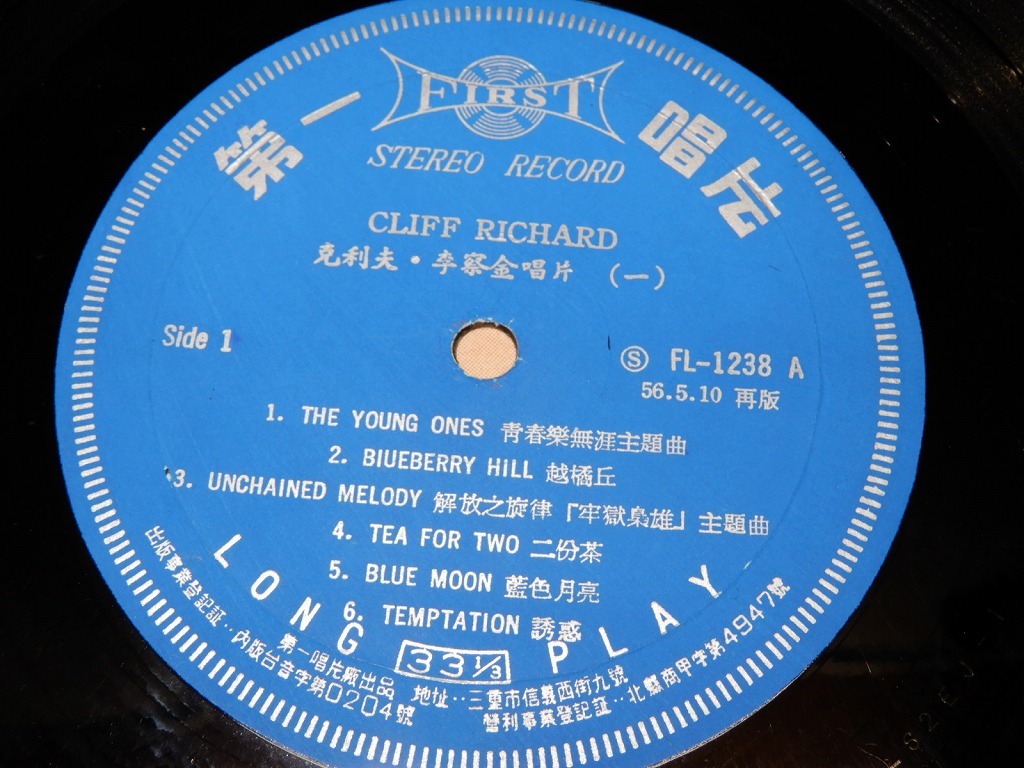 FIRST
第一唱片
STEREO RECORD
CLIFF RICHARD
克利夫・李察金唱片 (一)
Side 1
Ⓢ FL-1238 A
56.5.10 再版
1. THE YOUNG ONES 青春樂無涯主題曲
2. BIUEBERRY HiLL 越橘丘
3. UNCHAINED MELODY 解放之旋律「牢獄梟雄」主題曲
4. TEA FOR TWO 二份茶
5. BLUE MOON 藍色月亮
6. TEMPTATION 誘惑
LONG PLAY
33 1/3
第一唱片廠出品 地址‥三重市信義西街九號
出版事業登記証‥內版台音字第0204號
營利事業登記証‥北縣商甲字第4947號